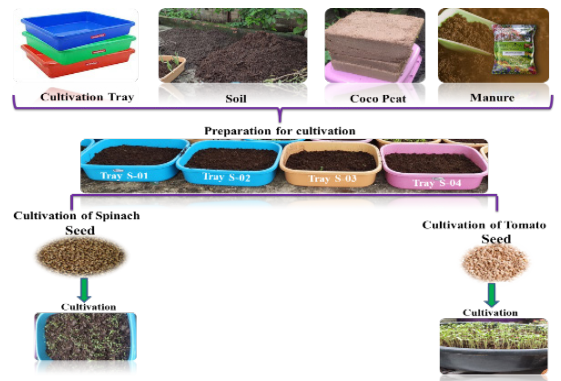 Cultivation Tray
Soil
Coco Peat
Manure
Preparation for cultivation
Tray S-01
Tray S-02
Tray S-03
Tray S-04
Cultivation of Spinach
Seed
Cultivation of Tomato
Seed
Cultivation
Cultivation